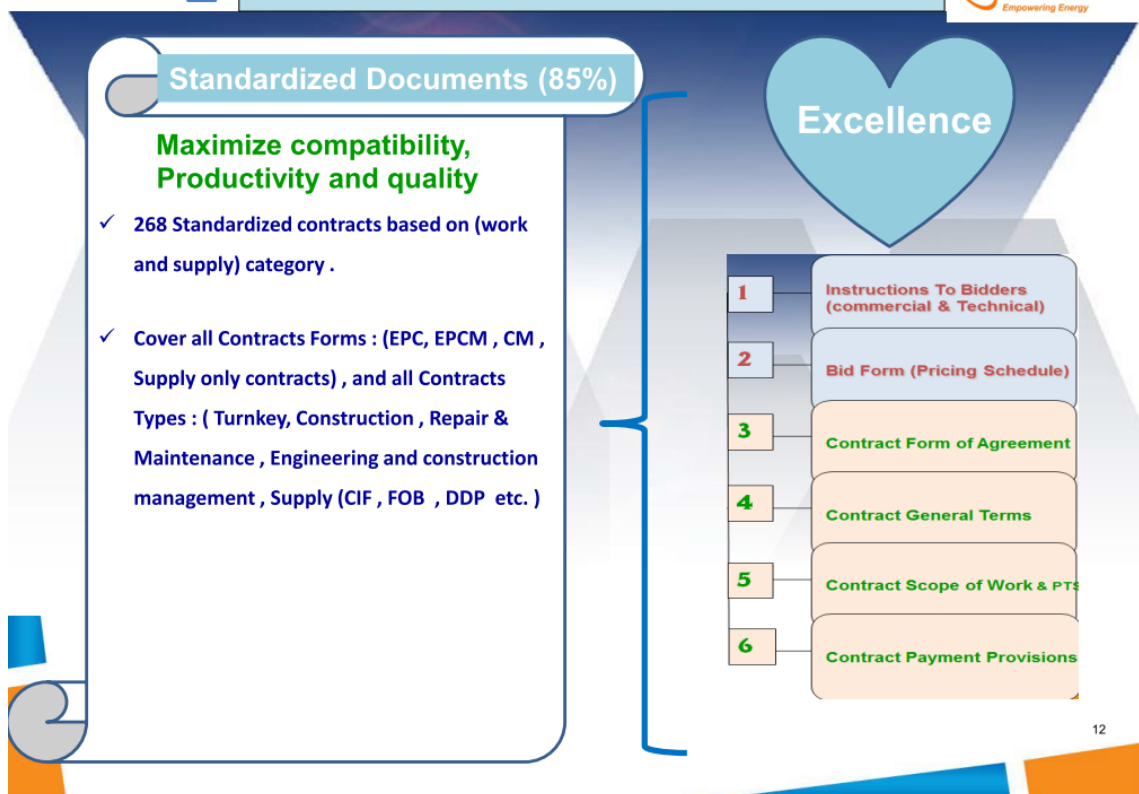 Empowering Energy
Standardized Documents (85%)
Maximize compatibility,
Productivity and quality
✓ 268 Standardized contracts based on (work
and supply) category .
✓ Cover all Contracts Forms : (EPC, EPCM , CM ,
Supply only contracts) , and all Contracts
Types : ( Turnkey, Construction , Repair &
Maintenance , Engineering and construction
management , Supply (CIF , FOB , DDP etc. )
Excellence
1 Instructions To Bidders
(commercial & Technical)
2 Bid Form (Pricing Schedule)
3 Contract Form of Agreement
4 Contract General Terms
5 Contract Scope of Work & PTS
6 Contract Payment Provisions
12